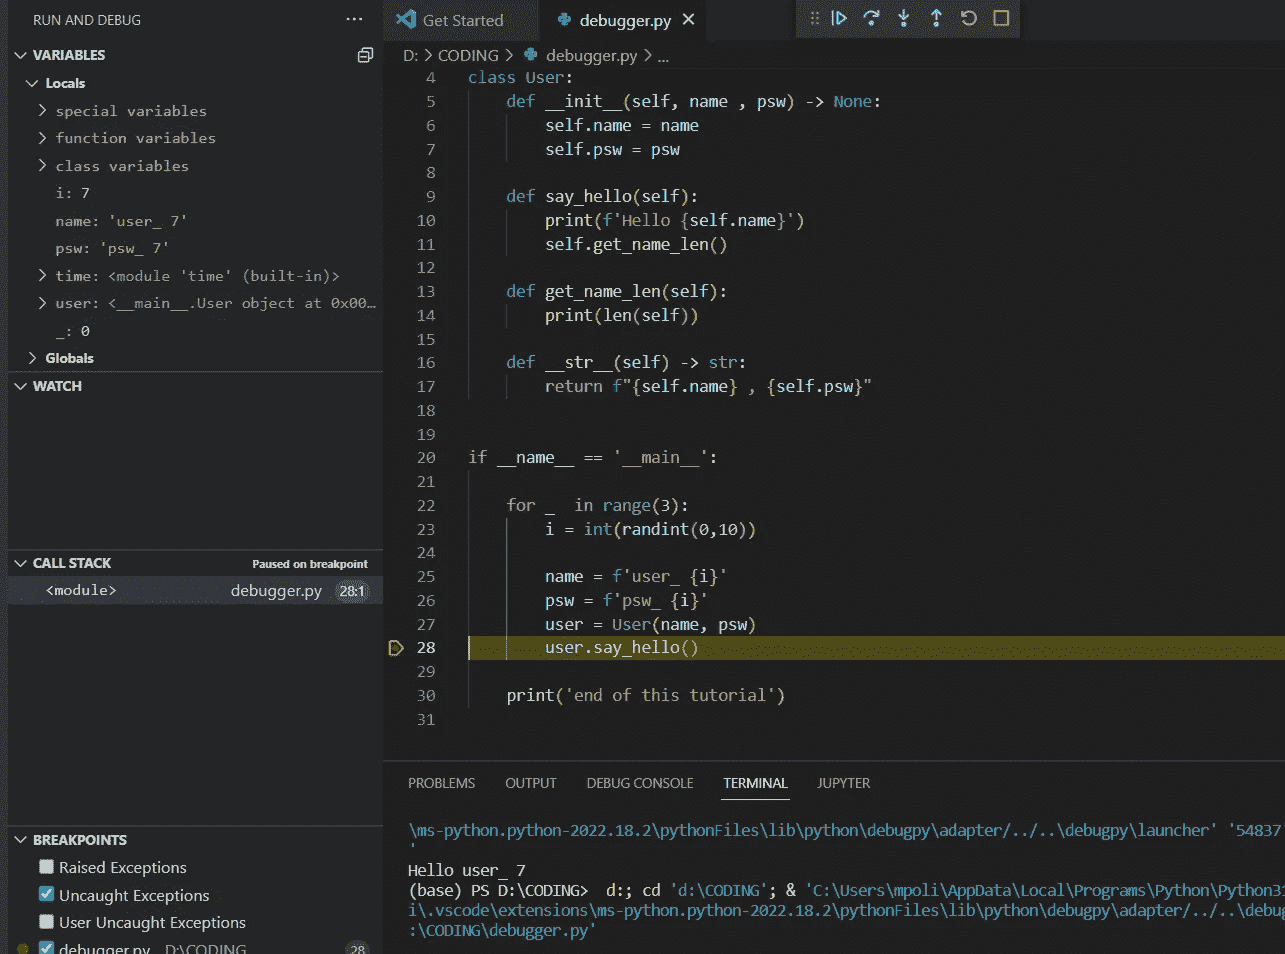 RUN AND DEBUG
...
VARIABLES
Locals
special variables
function variables
class variables
i: 7
name: 'user_ 7'
psw: 'psw_ 7'
time: <module 'time' (built-in)>
user: <__main__.User object at 0x00…
_: 0
Globals
WATCH
CALL STACK
Paused on breakpoint
<module> debugger.py 28:1
BREAKPOINTS
Raised Exceptions
Uncaught Exceptions
User Uncaught Exceptions
debugger.py D:\CODING 28
Get Started
debugger.py
D: > CODING > debugger.py > ...
4 class User:
5 def __init__(self, name , psw) -> None:
6 self.name = name
7 self.psw = psw
8
9 def say_hello(self):
10 print(f'Hello {self.name}')
11 self.get_name_len()
12
13 def get_name_len(self):
14 print(len(self))
15
16 def __str__(self) -> str:
17 return f"{self.name} , {self.psw}"
18
19
20 if __name__ == '__main__':
21
22 for _  in range(3):
23 i = int(randint(0,10))
24
25 name = f'user_ {i}'
26 psw = f'psw_ {i}'
27 user = User(name, psw)
28 user.say_hello()
29
30 print('end of this tutorial')
31
PROBLEMS OUTPUT DEBUG CONSOLE TERMINAL JUPYTER
\ms-python.python-2022.18.2\pythonFiles\lib\python\debugpy\adapter/../..\debugpy\launcher' '54837'
'
Hello user_ 7
(base) PS D:\CODING>  d:; cd 'd:\CODING'; & 'C:\Users\mpoli\AppData\Local\Programs\Python\Python31
i\.vscode\extensions\ms-python.python-2022.18.2\pythonFiles\lib\python\debugpy\adapter/../..\debug
:\CODING\debugger.py'